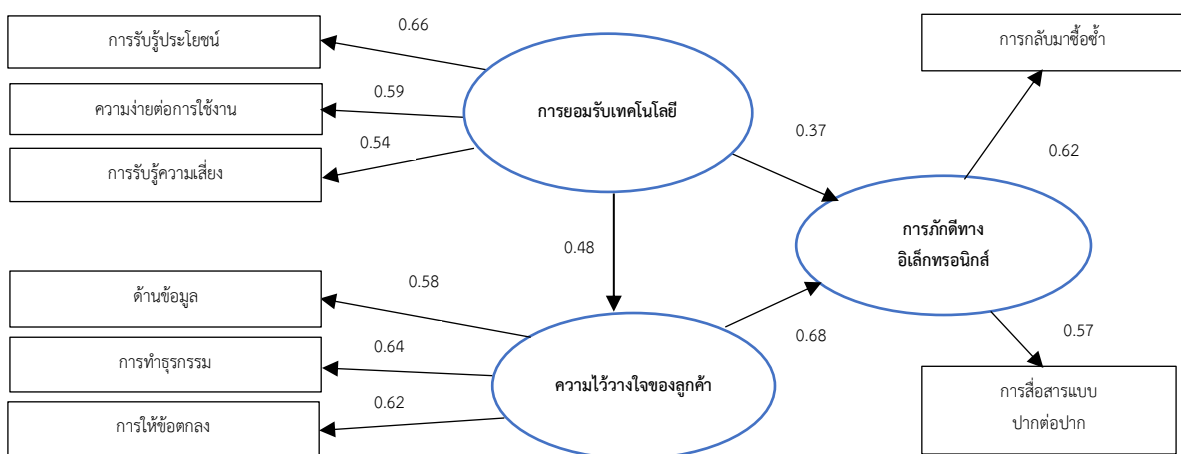 การรับรู้ประโยชน์
0.66
การกลับมาซื้อซ้ำ
ความง่ายต่อการใช้งาน
0.59
การยอมรับเทคโนโลยี
0.37
การรับรู้ความเสี่ยง
0.54
0.62
การภักดีทาง
อิเล็กทรอนิกส์
0.48
ด้านข้อมูล
0.58
0.68
0.57
การทำธุรกรรม
0.64
ความไว้วางใจของลูกค้า
การสื่อสารแบบ
ปากต่อปาก
การให้ข้อตกลง
0.62